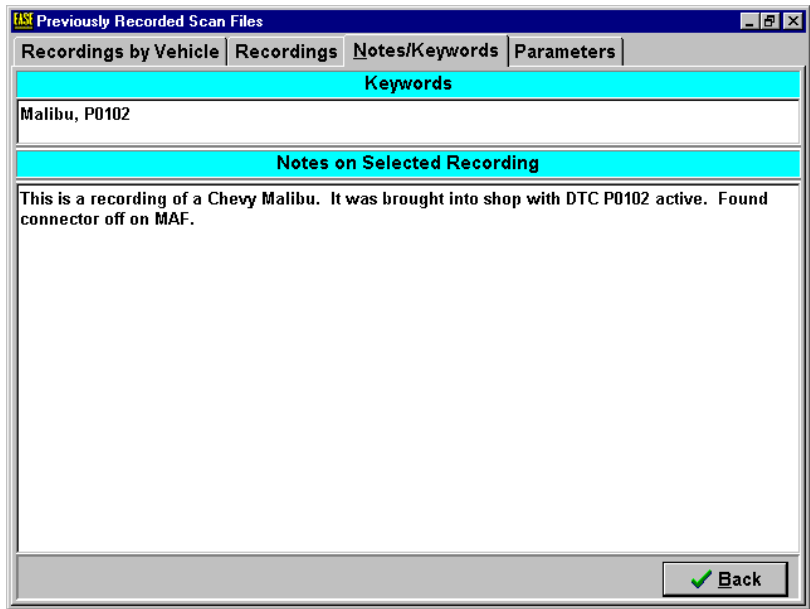 EASE Previously Recorded Scan Files
Recordings by Vehicle Recordings Notes/Keywords Parameters
Keywords
Malibu, P0102
Notes on Selected Recording
This is a recording of a Chevy Malibu.  It was brought into shop with DTC P0102 active.  Found
connector off on MAF.
Back